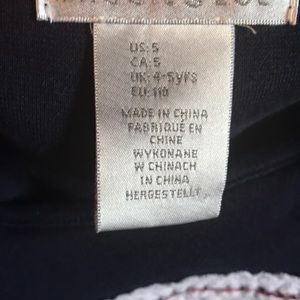 US: 5
CA: 5
UK: 4-5yrs
EU: 110
MADE IN CHINA
FABRIQUÉ EN
CHINE
WYKONANE
W CHINACH
IN CHINA
HERGESTELLT